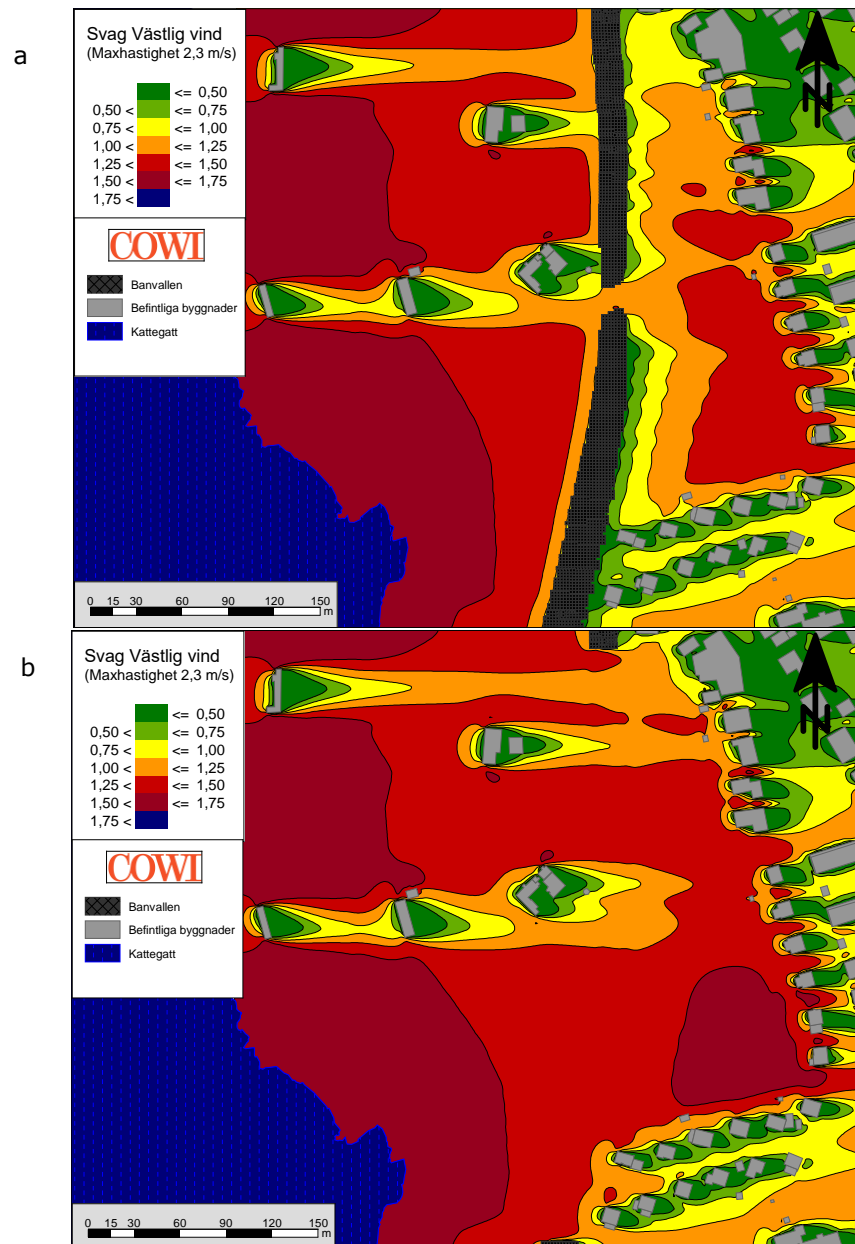 a
Svag Västlig vind
(Maxhastighet 2,3 m/s)
<= 0,50
0,50 < <= 0,75
0,75 < <= 1,00
1,00 < <= 1,25
1,25 < <= 1,50
1,50 < <= 1,75
1,75 <
COWI
Banvallen
Befintliga byggnader
Kattegatt
0 15 30 60 90 120 150
m
N
b
Svag Västlig vind
(Maxhastighet 2,3 m/s)
<= 0,50
0,50 < <= 0,75
0,75 < <= 1,00
1,00 < <= 1,25
1,25 < <= 1,50
1,50 < <= 1,75
1,75 <
COWI
Banvallen
Befintliga byggnader
Kattegatt
0 15 30 60 90 120 150
m
N